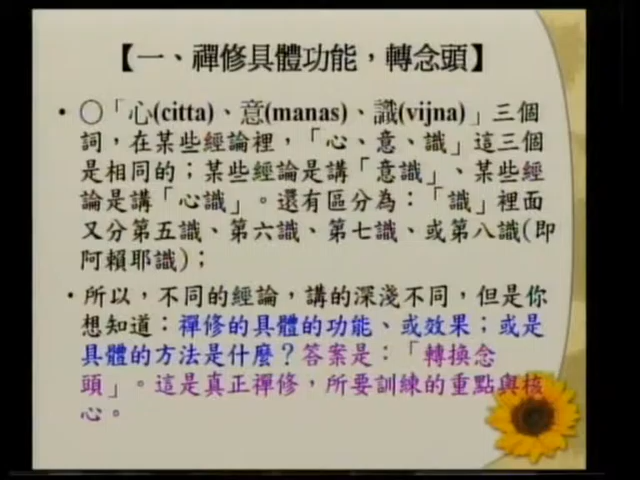 【一、禪修具體功能，轉念頭】
•○「心(citta)、意(manas)、識(vijna)」三個
詞，在某些經論裡，「心、意、識」這三個
是相同的；某些經論是講「意識」、某些經
論是講「心識」。還有區分為：「識」裡面
又分第五識、第六識、第七識、或第八識(即
阿賴耶識)；
•所以，不同的經論，講的深淺不同，但是你
想知道：禪修的具體的功能、或效果；或是
具體的方法是什麼？答案是：「轉換念
頭」。這是真正禪修，所要訓練的重點與核
心。